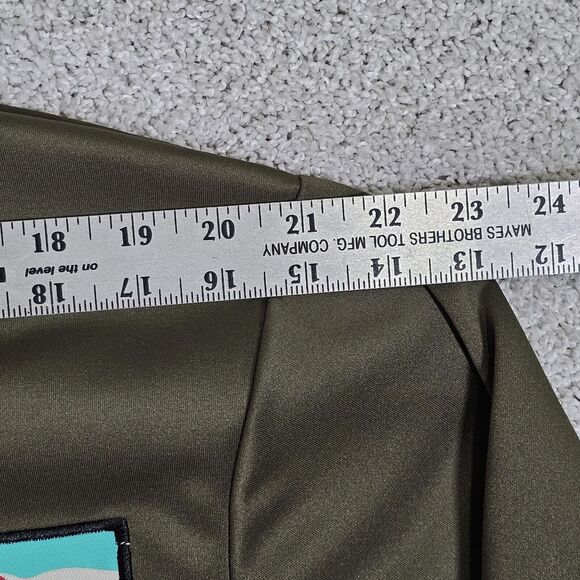 18 19 20 21 22 23 24
MAYES BROTHERS TOOL MFG. COMPANY
on the level
18 17 16 15 14 13 12